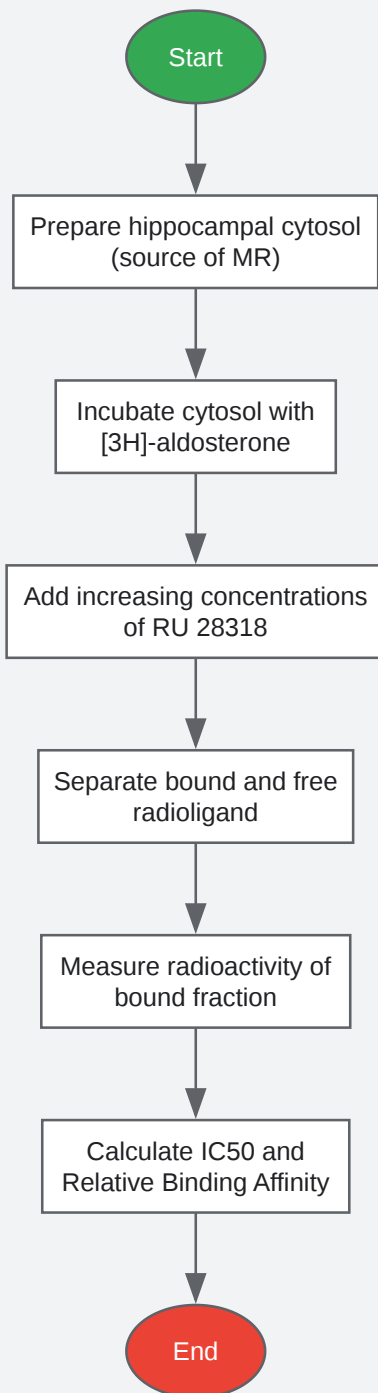 Start
Prepare hippocampal cytosol
(source of MR)
Incubate cytosol with
[3H]-aldosterone
Add increasing concentrations
of RU 28318
Separate bound and free
radioligand
Measure radioactivity of
bound fraction
Calculate IC50 and
Relative Binding Affinity
End